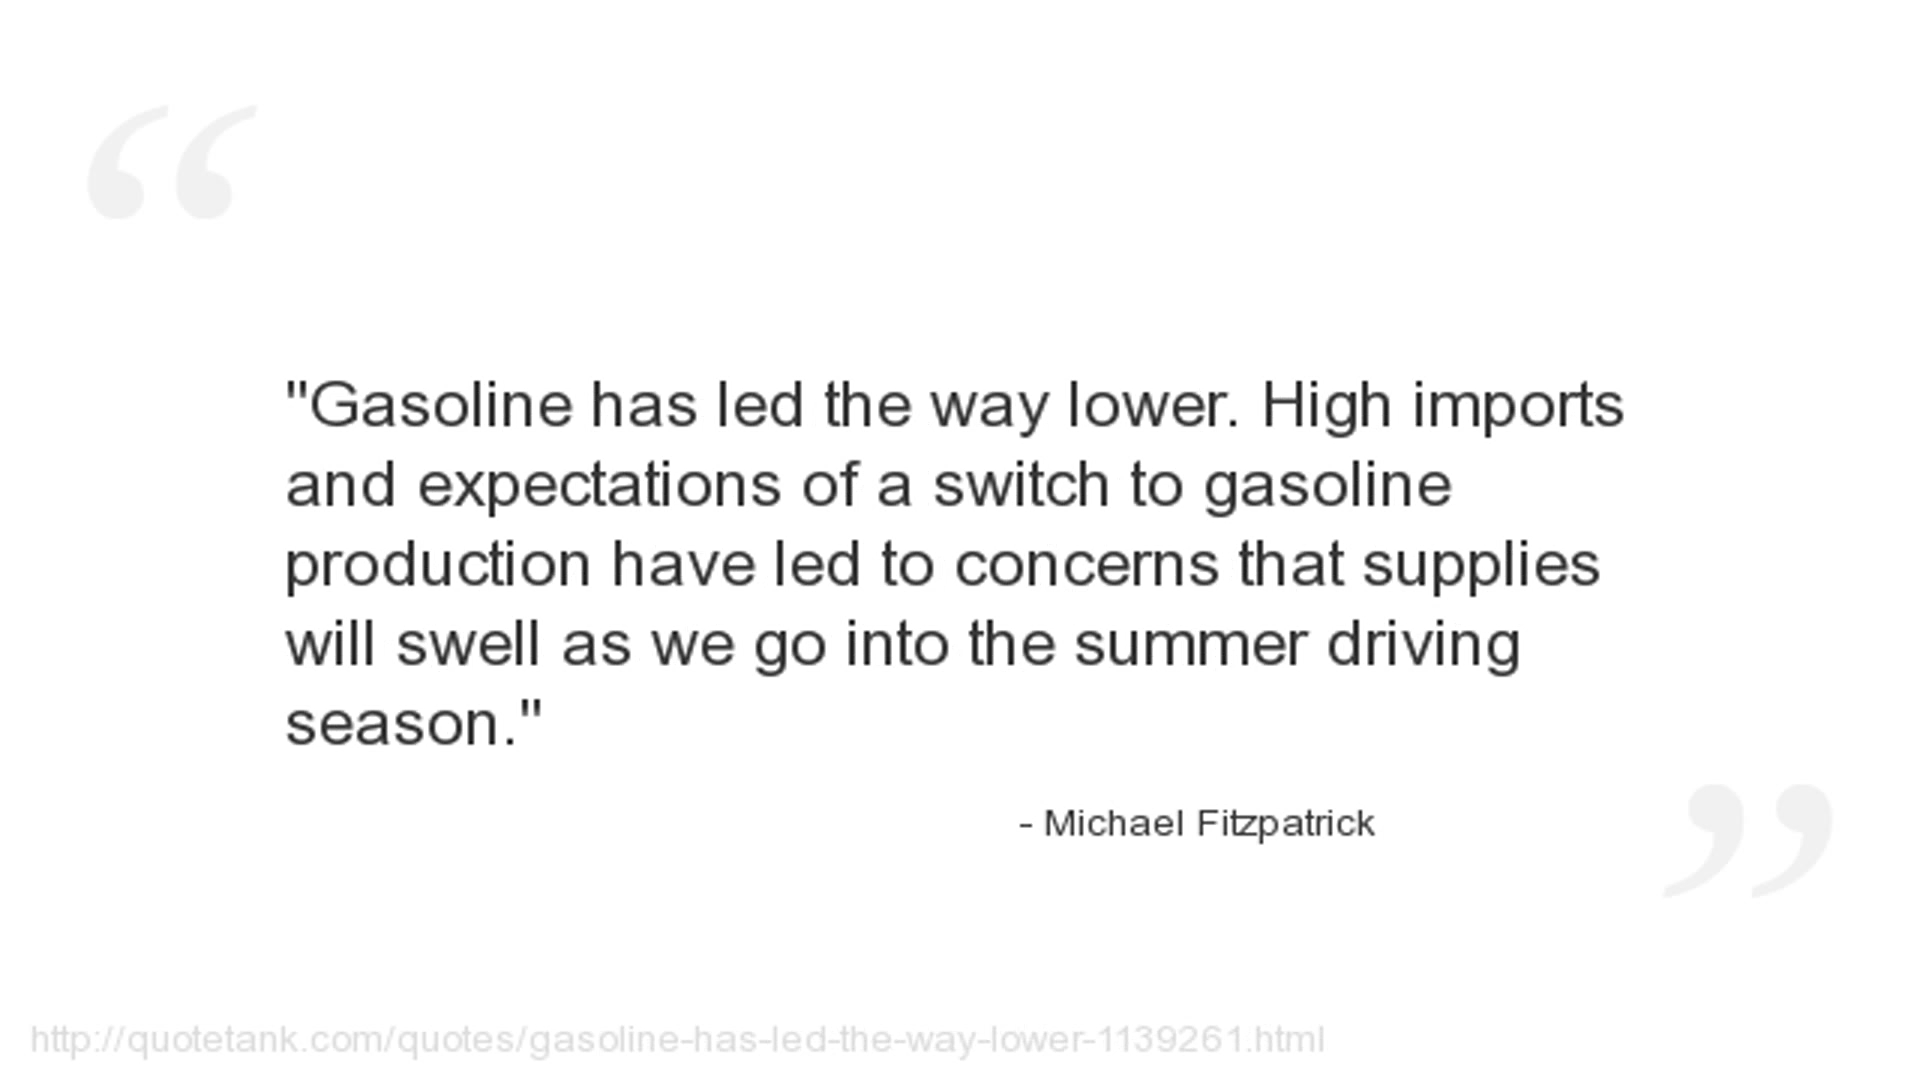 "Gasoline has led the way lower. High imports
and expectations of a switch to gasoline
production have led to concerns that supplies
will swell as we go into the summer driving
season."
- Michael Fitzpatrick
http://quotetank.com/quotes/gasoline-has-led-the-way-lower-1139261.html